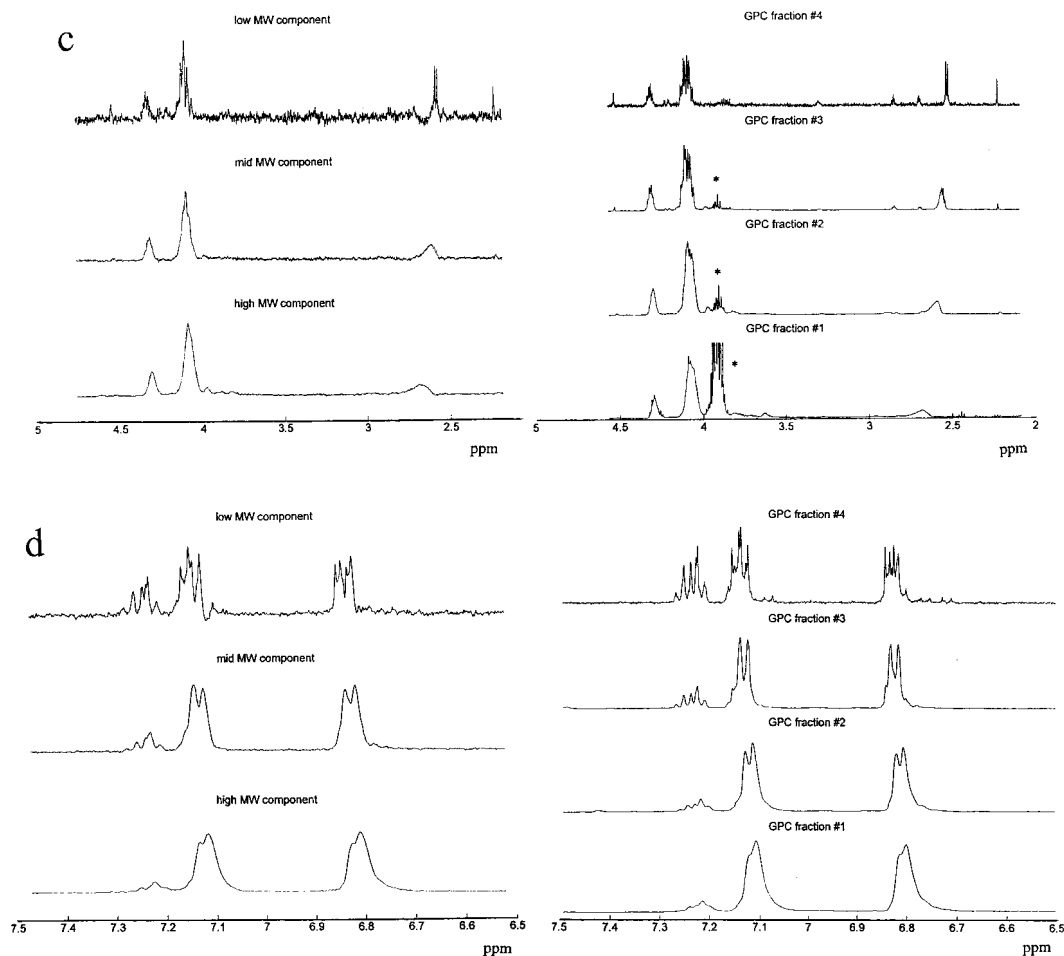 c
low MW component
mid MW component
high MW component
5 4.5 4 3.5 3 2.5
ppm
GPC fraction #4
GPC fraction #3
*
GPC fraction #2
*
GPC fraction #1
*
5 4.5 4 3.5 3 2.5 2
ppm
d
low MW component
mid MW component
high MW component
7.5 7.4 7.3 7.2 7.1 7 6.9 6.8 6.7 6.6 6.5
ppm
GPC fraction #4
GPC fraction #3
GPC fraction #2
GPC fraction #1
7.5 7.4 7.3 7.2 7.1 7 6.9 6.8 6.7 6.6 6.5
ppm